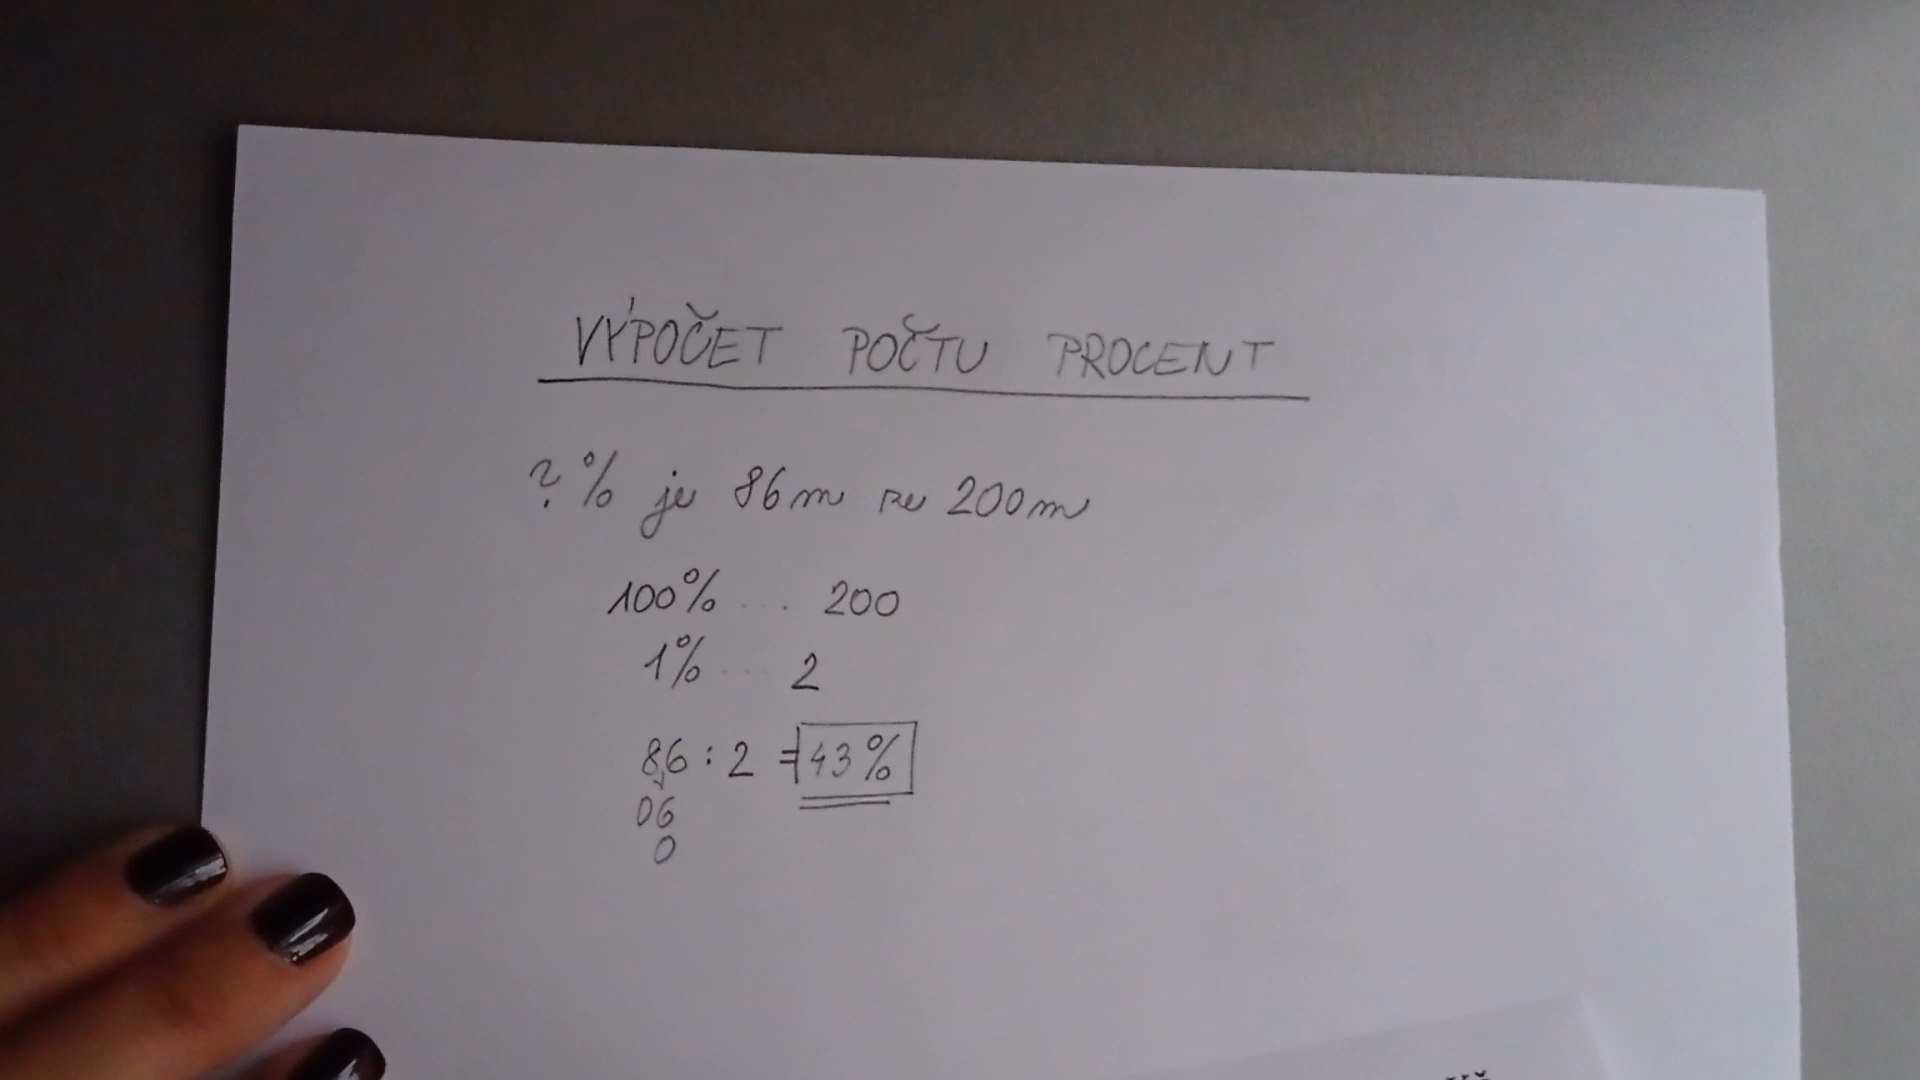 VÝPOČET POČTU PROCENT
? % je 86m ze 200m
100% ... 200
1% ... 2
86 : 2 = 43%
06
0